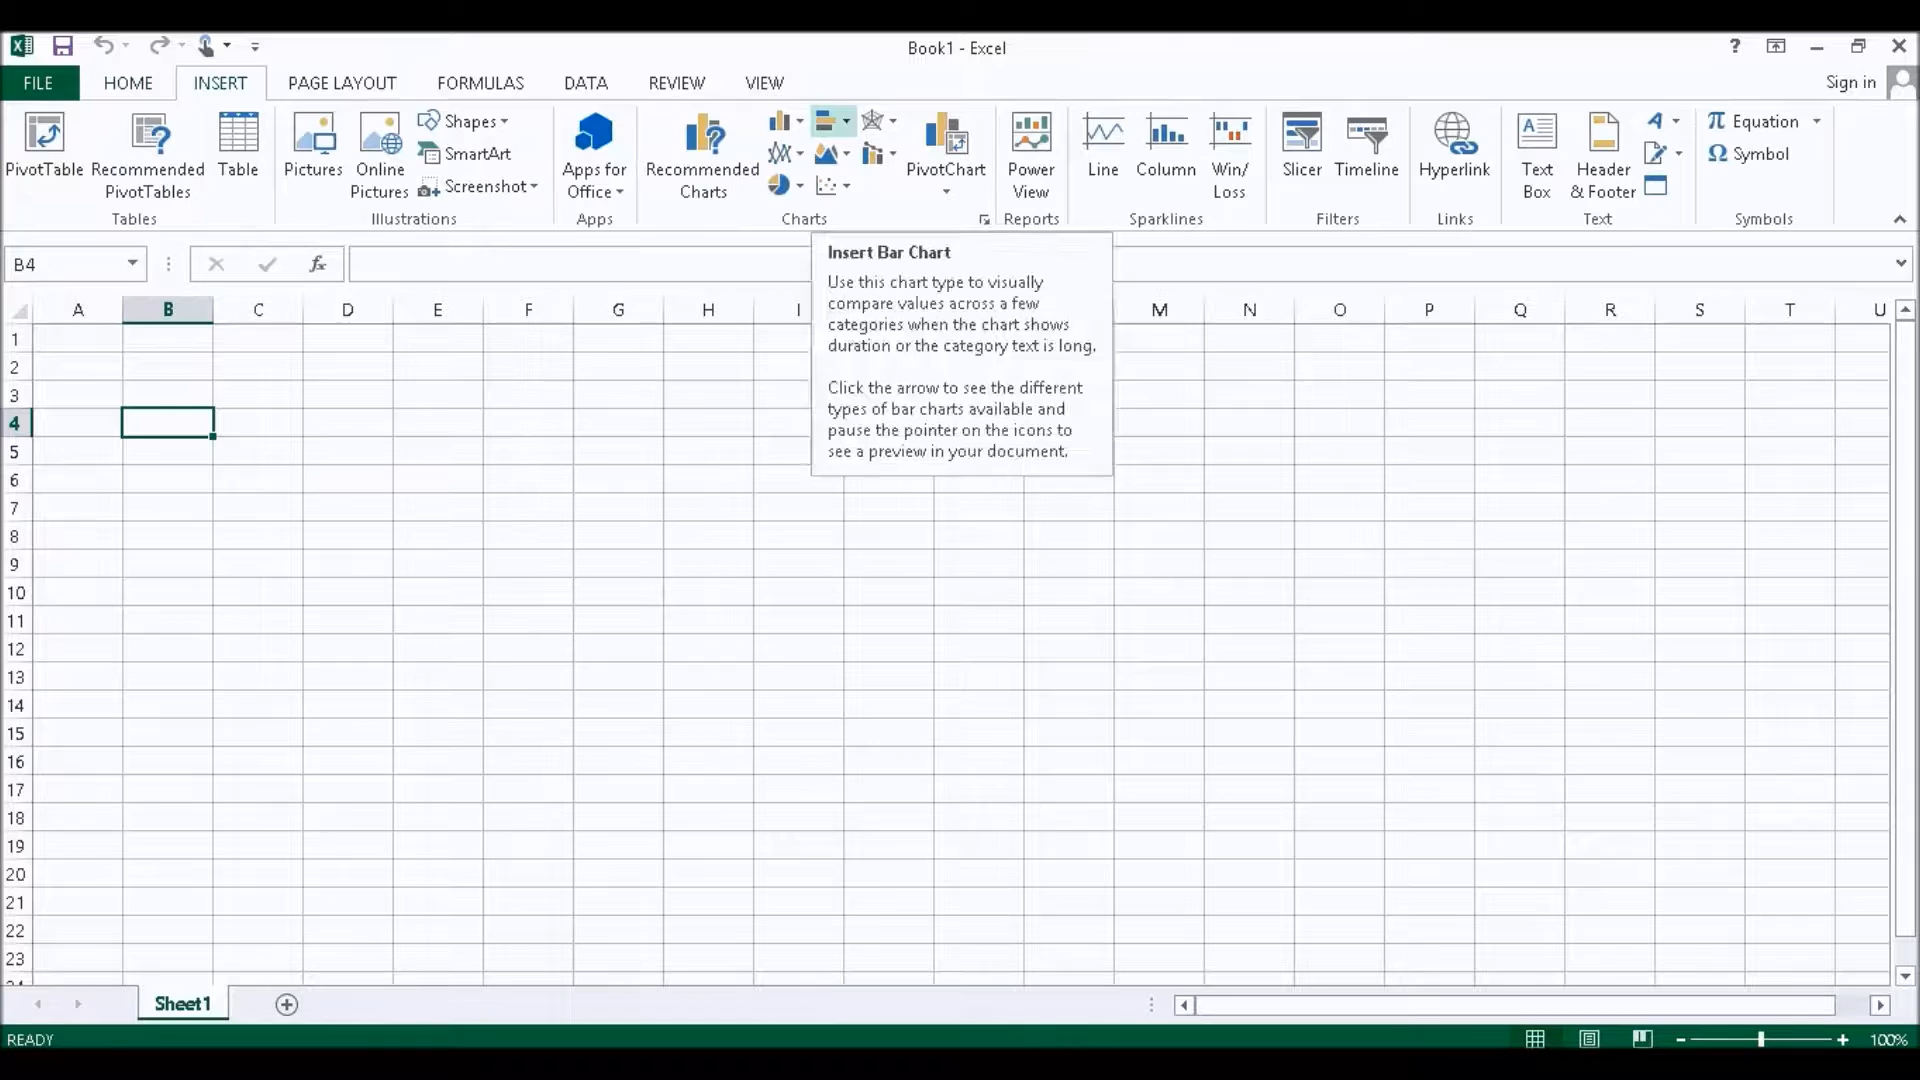 Book1 - Excel
?
FILE HOME INSERT PAGE LAYOUT FORMULAS DATA REVIEW VIEW
Sign in
PivotTable
Recommended
PivotTables
Table
Tables
Pictures
Online
Pictures
Shapes
SmartArt
Screenshot
Illustrations
Apps for
Office
Apps
Recommended
Charts
PivotChart
Charts
Power
View
Reports
Line
Column
Win/
Loss
Sparklines
Slicer
Timeline
Filters
Hyperlink
Links
Text
Box
Header
& Footer
Text
π Equation
Ω Symbol
Symbols
B4
fx
Insert Bar Chart
Use this chart type to visually
compare values across a few
categories when the chart shows
duration or the category text is long.
Click the arrow to see the different
types of bar charts available and
pause the pointer on the icons to
see a preview in your document.
A B C D E F G H I M N O P Q R S T U
1
2
3
4
5
6
7
8
9
10
11
12
13
14
15
16
17
18
19
20
21
22
23
Sheet1
READY
100%